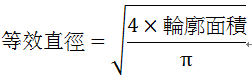 等效直徑 = √(4 × 輪廓面積 / π)